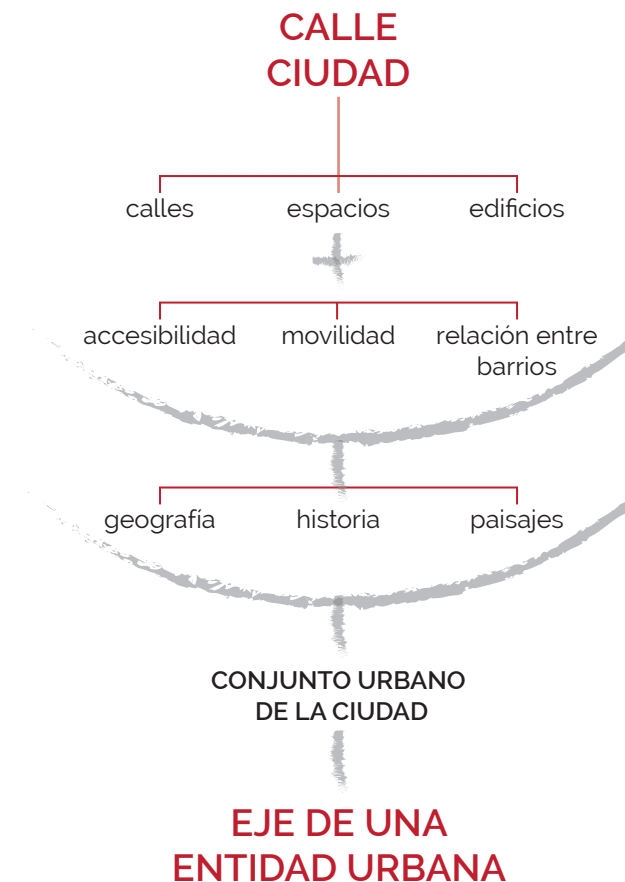 CALLE
CIUDAD
calles espacios edificios
+
accesibilidad movilidad relación entre
barrios
geografía historia paisajes
CONJUNTO URBANO
DE LA CIUDAD
EJE DE UNA
ENTIDAD URBANA